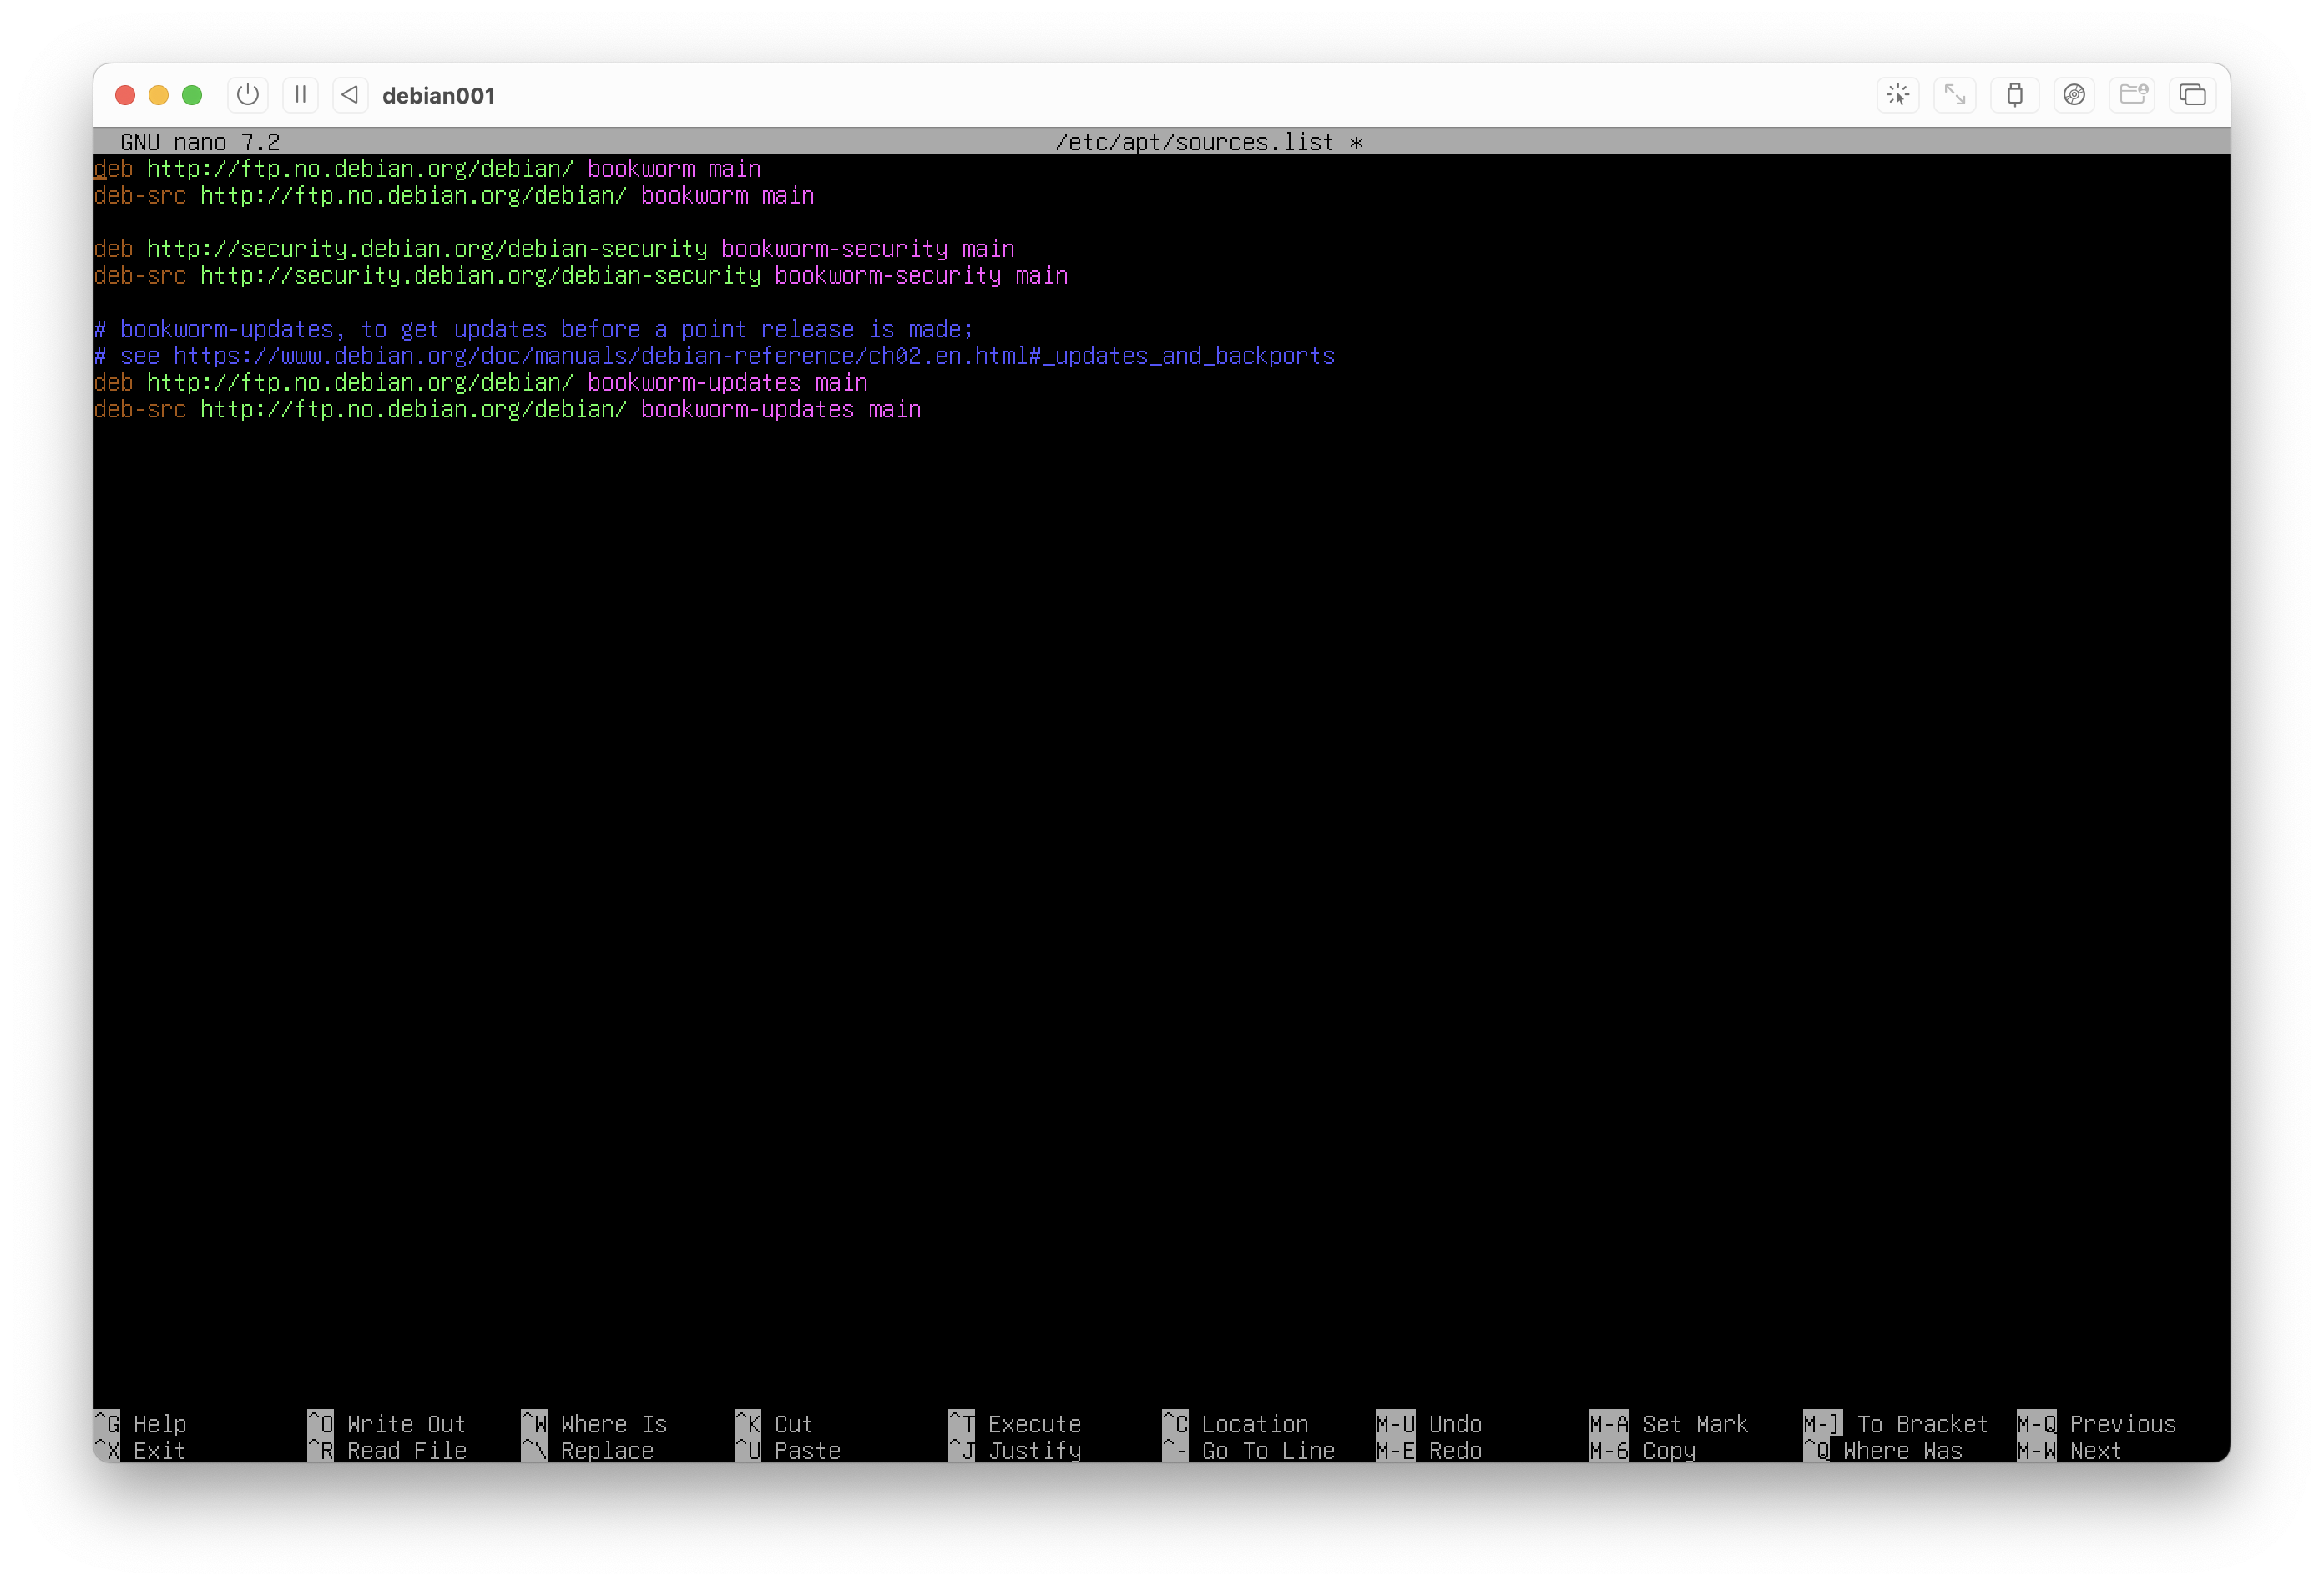 debian001
GNU nano 7.2 /etc/apt/sources.list *
deb http://ftp.no.debian.org/debian/ bookworm main
deb-src http://ftp.no.debian.org/debian/ bookworm main
deb http://security.debian.org/debian-security bookworm-security main
deb-src http://security.debian.org/debian-security bookworm-security main
# bookworm-updates, to get updates before a point release is made;
# see https://www.debian.org/doc/manuals/debian-reference/ch02.en.html#_updates_and_backports
deb http://ftp.no.debian.org/debian/ bookworm-updates main
deb-src http://ftp.no.debian.org/debian/ bookworm-updates main
^G Help ^O Write Out ^W Where Is ^K Cut ^T Execute ^C Location M-U Undo M-A Set Mark M-] To Bracket M-Q Previous
^X Exit ^R Read File ^\ Replace ^U Paste ^J Justify ^- Go To Line M-E Redo M-6 Copy ^Q Where Was M-W Next